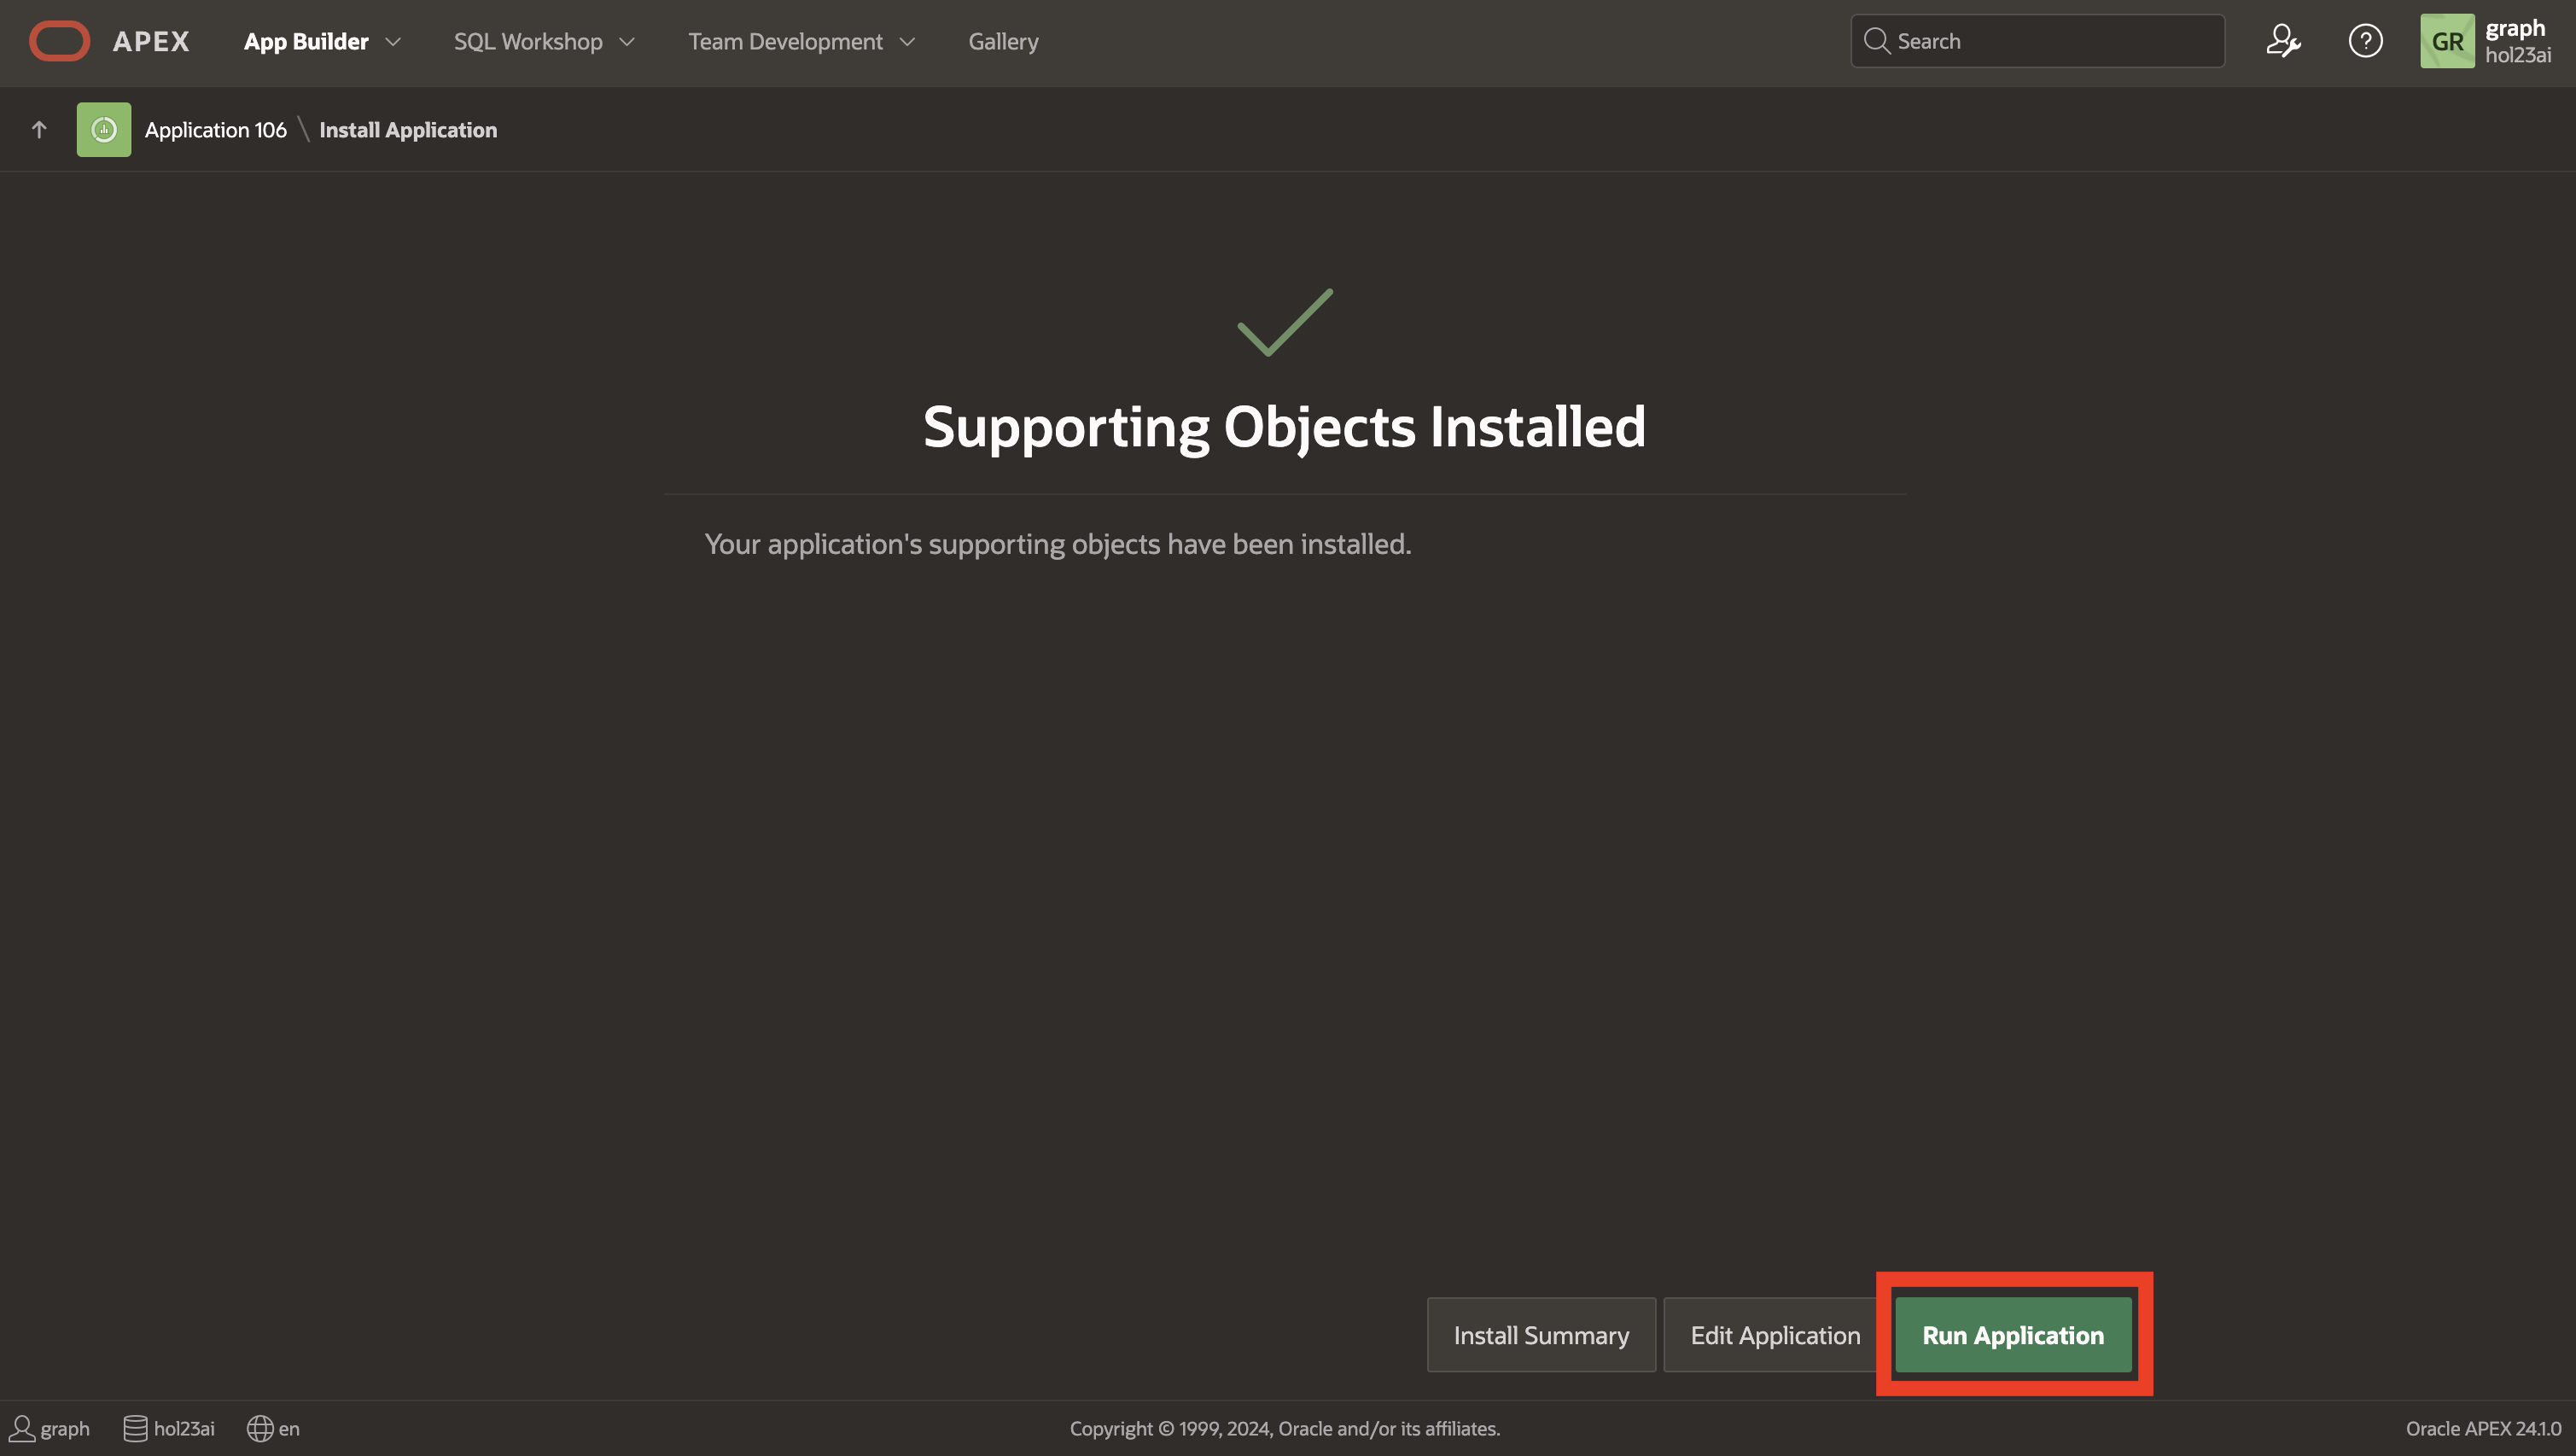 APEX App Builder SQL Workshop Team Development Gallery Search ? GR graph
hol23ai
Application 106 \ Install Application
Supporting Objects Installed
Your application's supporting objects have been installed.
Install Summary Edit Application Run Application
graph hol23ai en Copyright © 1999, 2024, Oracle and/or its affiliates. Oracle APEX 24.1.0